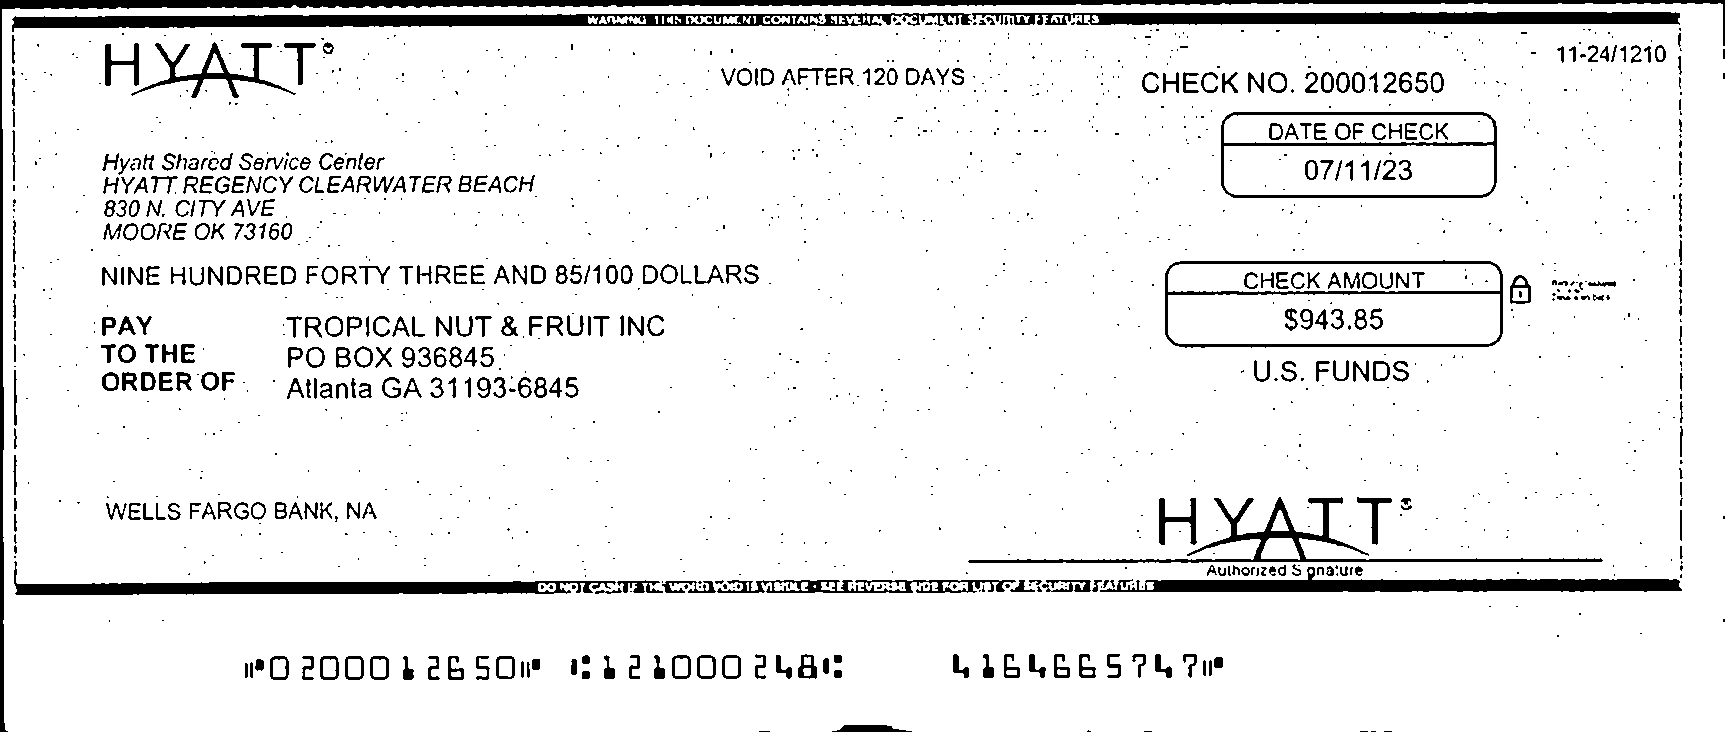 WARNING THIS DOCUMENT CONTAINS SEVERAL DOCUMENT SECURITY FEATURES
HYATT®
VOID AFTER 120 DAYS
11-24/1210
CHECK NO. 200012650
DATE OF CHECK
07/11/23
Hyatt Shared Service Center
HYATT REGENCY CLEARWATER BEACH
830 N. CITY AVE
MOORE OK 73160
NINE HUNDRED FORTY THREE AND 85/100 DOLLARS
CHECK AMOUNT
$943.85
U.S. FUNDS
PAY TROPICAL NUT & FRUIT INC
TO THE PO BOX 936845
ORDER OF Atlanta GA 31193-6845
WELLS FARGO BANK, NA
HYATT®
Authorized Signature
DO NOT CASH IF THE WORD VOID IS VISIBLE - SEE REVERSE SIDE FOR LIST OF SECURITY FEATURES
⑈0200012650⑈ ⑆121000248⑆ 4164665747⑈